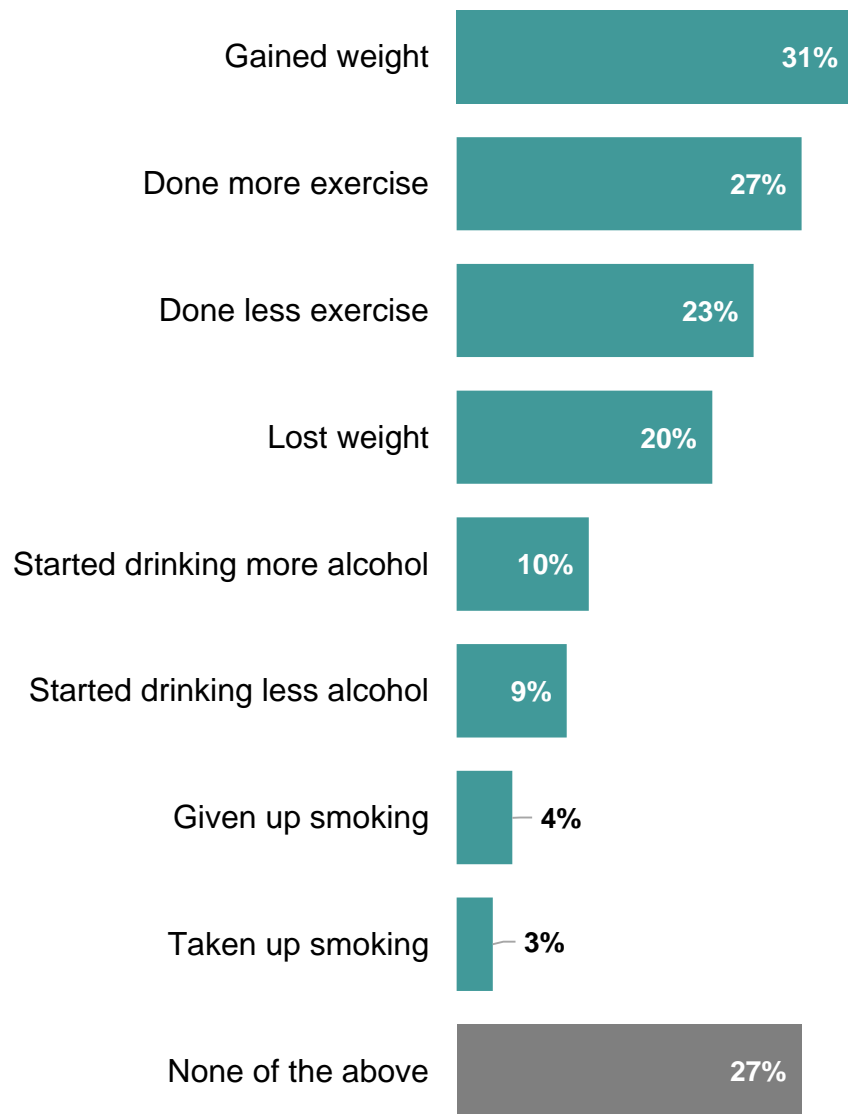 Gained weight 31%
Done more exercise 27%
Done less exercise 23%
Lost weight 20%
Started drinking more alcohol 10%
Started drinking less alcohol 9%
Given up smoking 4%
Taken up smoking 3%
None of the above 27%